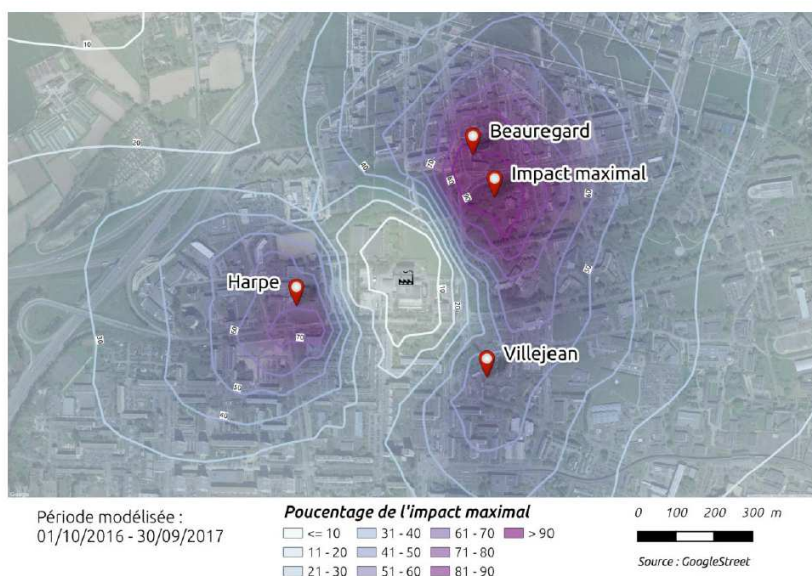 10
20
Beauregard
Impact maximal
Harpe
Villejean
Période modélisée :
01/10/2016 - 30/09/2017
Poucentage de l'impact maximal
<= 10
31 - 40
61 - 70
> 90
11 - 20
41 - 50
71 - 80
21 - 30
51 - 60
81 - 90
0 100 200 300 m
Source : GoogleStreet